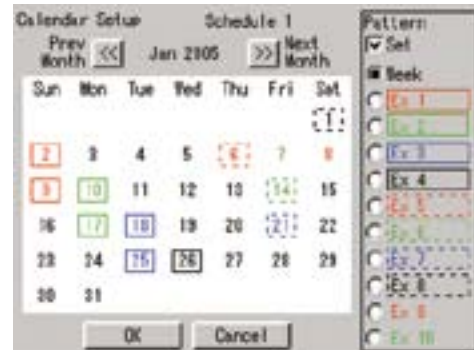 Calendar Setup Schedule 1
Prev Month << Jan 2005 >> Next Month
Sun Mon Tue Wed Thu Fri Sat
1
2 3 4 5 6 7 8
9 10 11 12 13 14 15
16 17 18 19 20 21 22
23 24 25 26 27 28 29
30 31
OK Cancel
Pattern
Set
Week
Ex 1
Ex 2
Ex 3
Ex 4
Ex 5
Ex 6
Ex 7
Ex 8
Ex 9
Ex 10